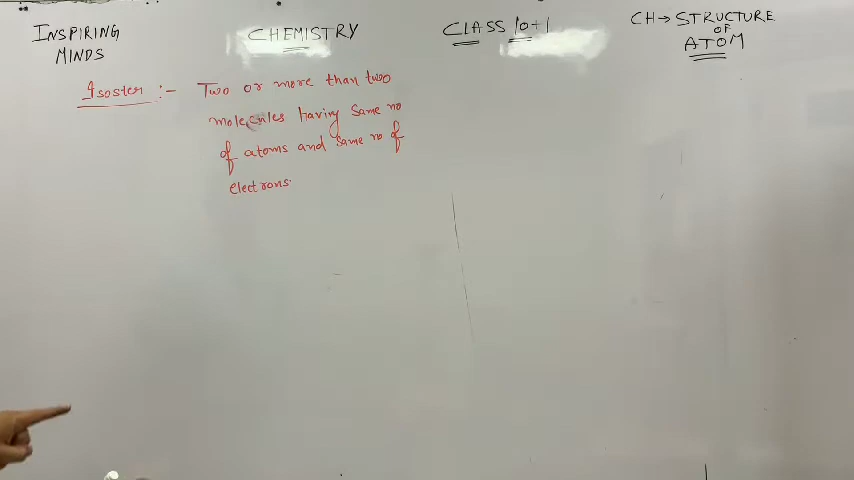 INSPIRING
MINDS
CHEMISTRY
CLASS 10+1
CH→ STRUCTURE
OF
ATOM
Isoster :- Two or more than two
molecules having same no
of atoms and same no of
electrons.